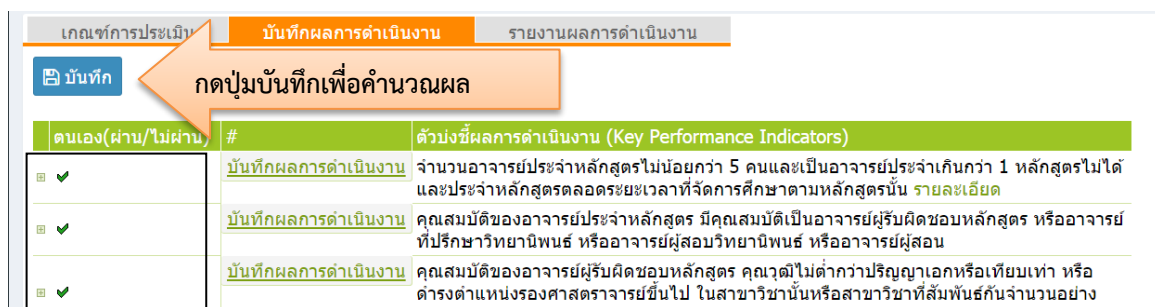 เกณฑ์การประเมิน บันทึกผลการดำเนินงาน รายงานผลการดำเนินงาน
บันทึก กดปุ่มบันทึกเพื่อคำนวณผล
ตนเอง(ผ่าน/ไม่ผ่าน) # ตัวบ่งชี้ผลการดำเนินงาน (Key Performance Indicators)
บันทึกผลการดำเนินงาน จำนวนอาจารย์ประจำหลักสูตรไม่น้อยกว่า 5 คนและเป็นอาจารย์ประจำเกินกว่า 1 หลักสูตรไม่ได้
และประจำหลักสูตรตลอดระยะเวลาที่จัดการศึกษาตามหลักสูตรนั้น รายละเอียด
บันทึกผลการดำเนินงาน คุณสมบัติของอาจารย์ประจำหลักสูตร มีคุณสมบัติเป็นอาจารย์ผู้รับผิดชอบหลักสูตร หรืออาจารย์
ที่ปรึกษาวิทยานิพนธ์ หรืออาจารย์ผู้สอบวิทยานิพนธ์ หรืออาจารย์ผู้สอน
บันทึกผลการดำเนินงาน คุณสมบัติของอาจารย์ผู้รับผิดชอบหลักสูตร คุณวุฒิไม่ต่ำกว่าปริญญาเอกหรือเทียบเท่า หรือ
ดำรงตำแหน่งรองศาสตราจารย์ขึ้นไป ในสาขาวิชานั้นหรือสาขาวิชาที่สัมพันธ์กันจำนวนอย่าง